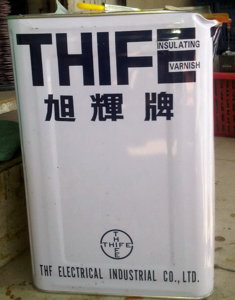 THIFE
INSULATING
VARNISH
旭輝牌
THIFE
THF ELECTRICAL INDUSTRIAL CO., LTD.